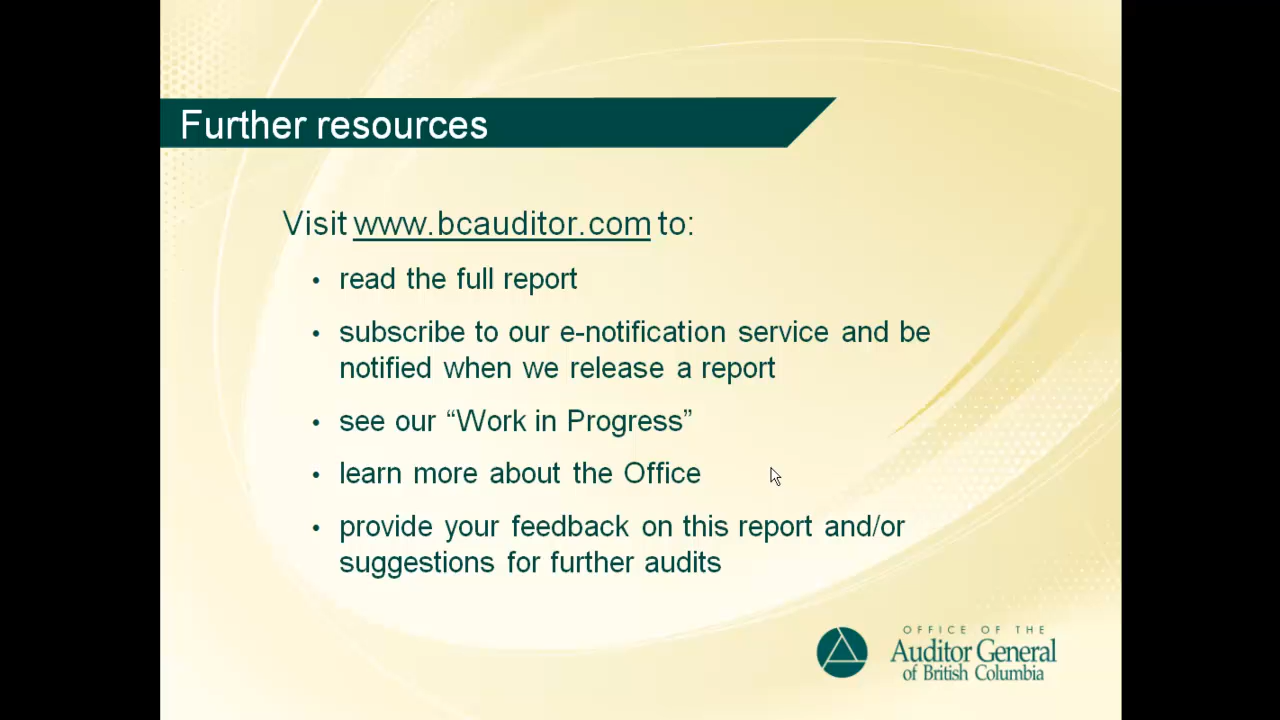 Further resources
Visit www.bcauditor.com to:
• read the full report
• subscribe to our e-notification service and be
notified when we release a report
• see our “Work in Progress”
• learn more about the Office
• provide your feedback on this report and/or
suggestions for further audits
OFFICE OF THE
Auditor General
of British Columbia